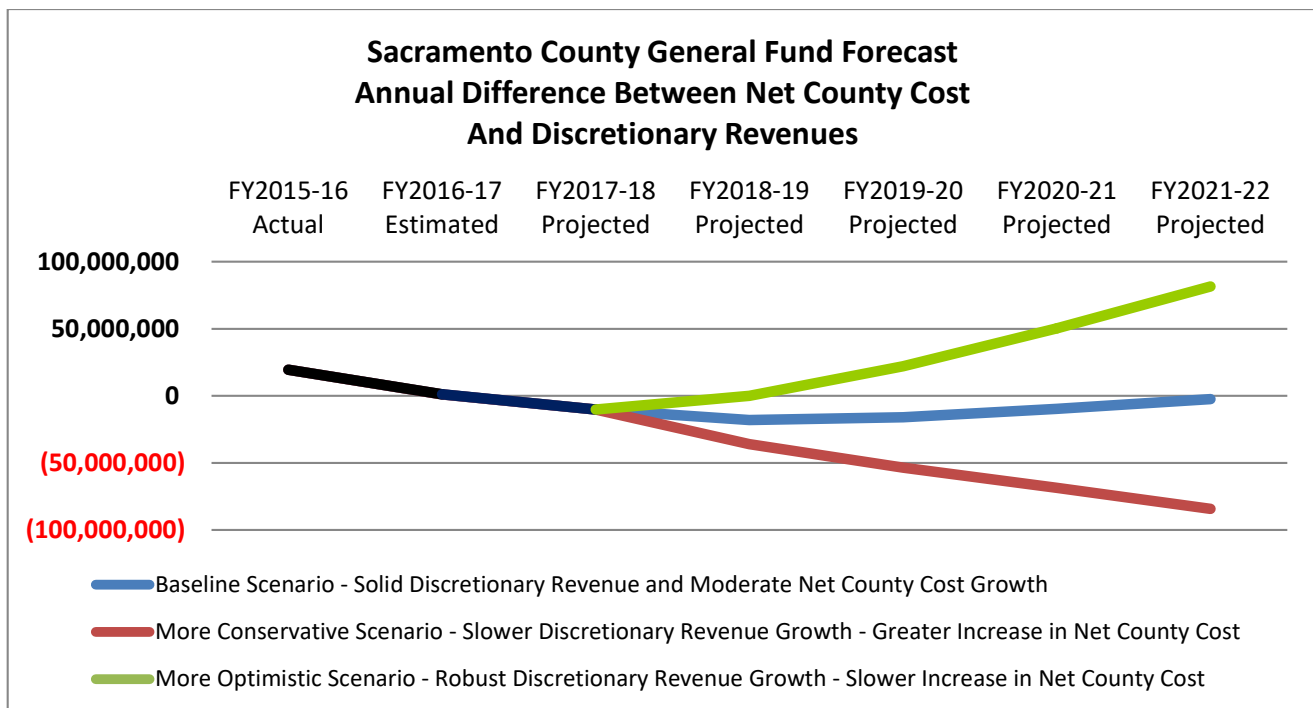 Sacramento County General Fund Forecast
Annual Difference Between Net County Cost
And Discretionary Revenues
FY2015-16 FY2016-17 FY2017-18 FY2018-19 FY2019-20 FY2020-21 FY2021-22
Actual Estimated Projected Projected Projected Projected Projected
100,000,000
50,000,000
0
(50,000,000)
(100,000,000)
Baseline Scenario - Solid Discretionary Revenue and Moderate Net County Cost Growth
More Conservative Scenario - Slower Discretionary Revenue Growth - Greater Increase in Net County Cost
More Optimistic Scenario - Robust Discretionary Revenue Growth - Slower Increase in Net County Cost